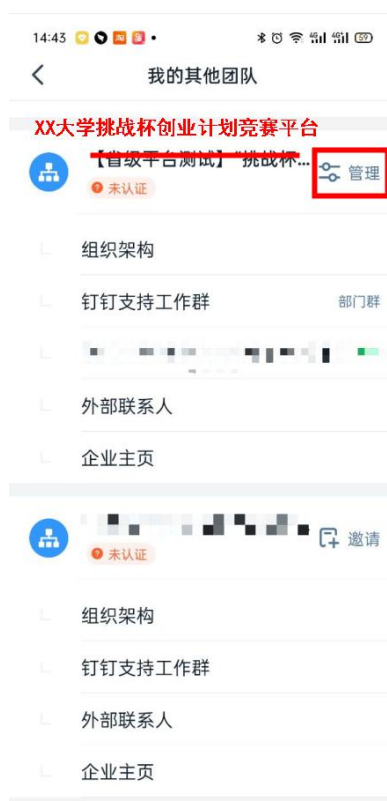 14:43
59
我的其他团队
XX大学挑战杯创业计划竞赛平台
【省级平台测试】"挑战杯...
管理
未认证
组织架构
钉钉支持工作群
部门群
外部联系人
企业主页
邀请
未认证
组织架构
钉钉支持工作群
外部联系人
企业主页